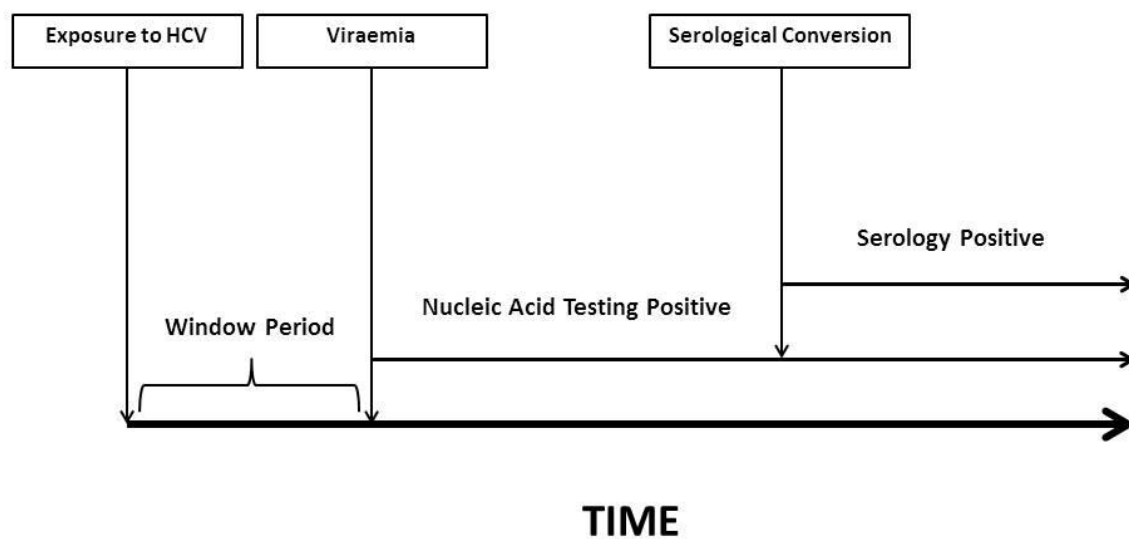 Exposure to HCV
Viraemia
Serological Conversion
Serology Positive
Nucleic Acid Testing Positive
Window Period
TIME